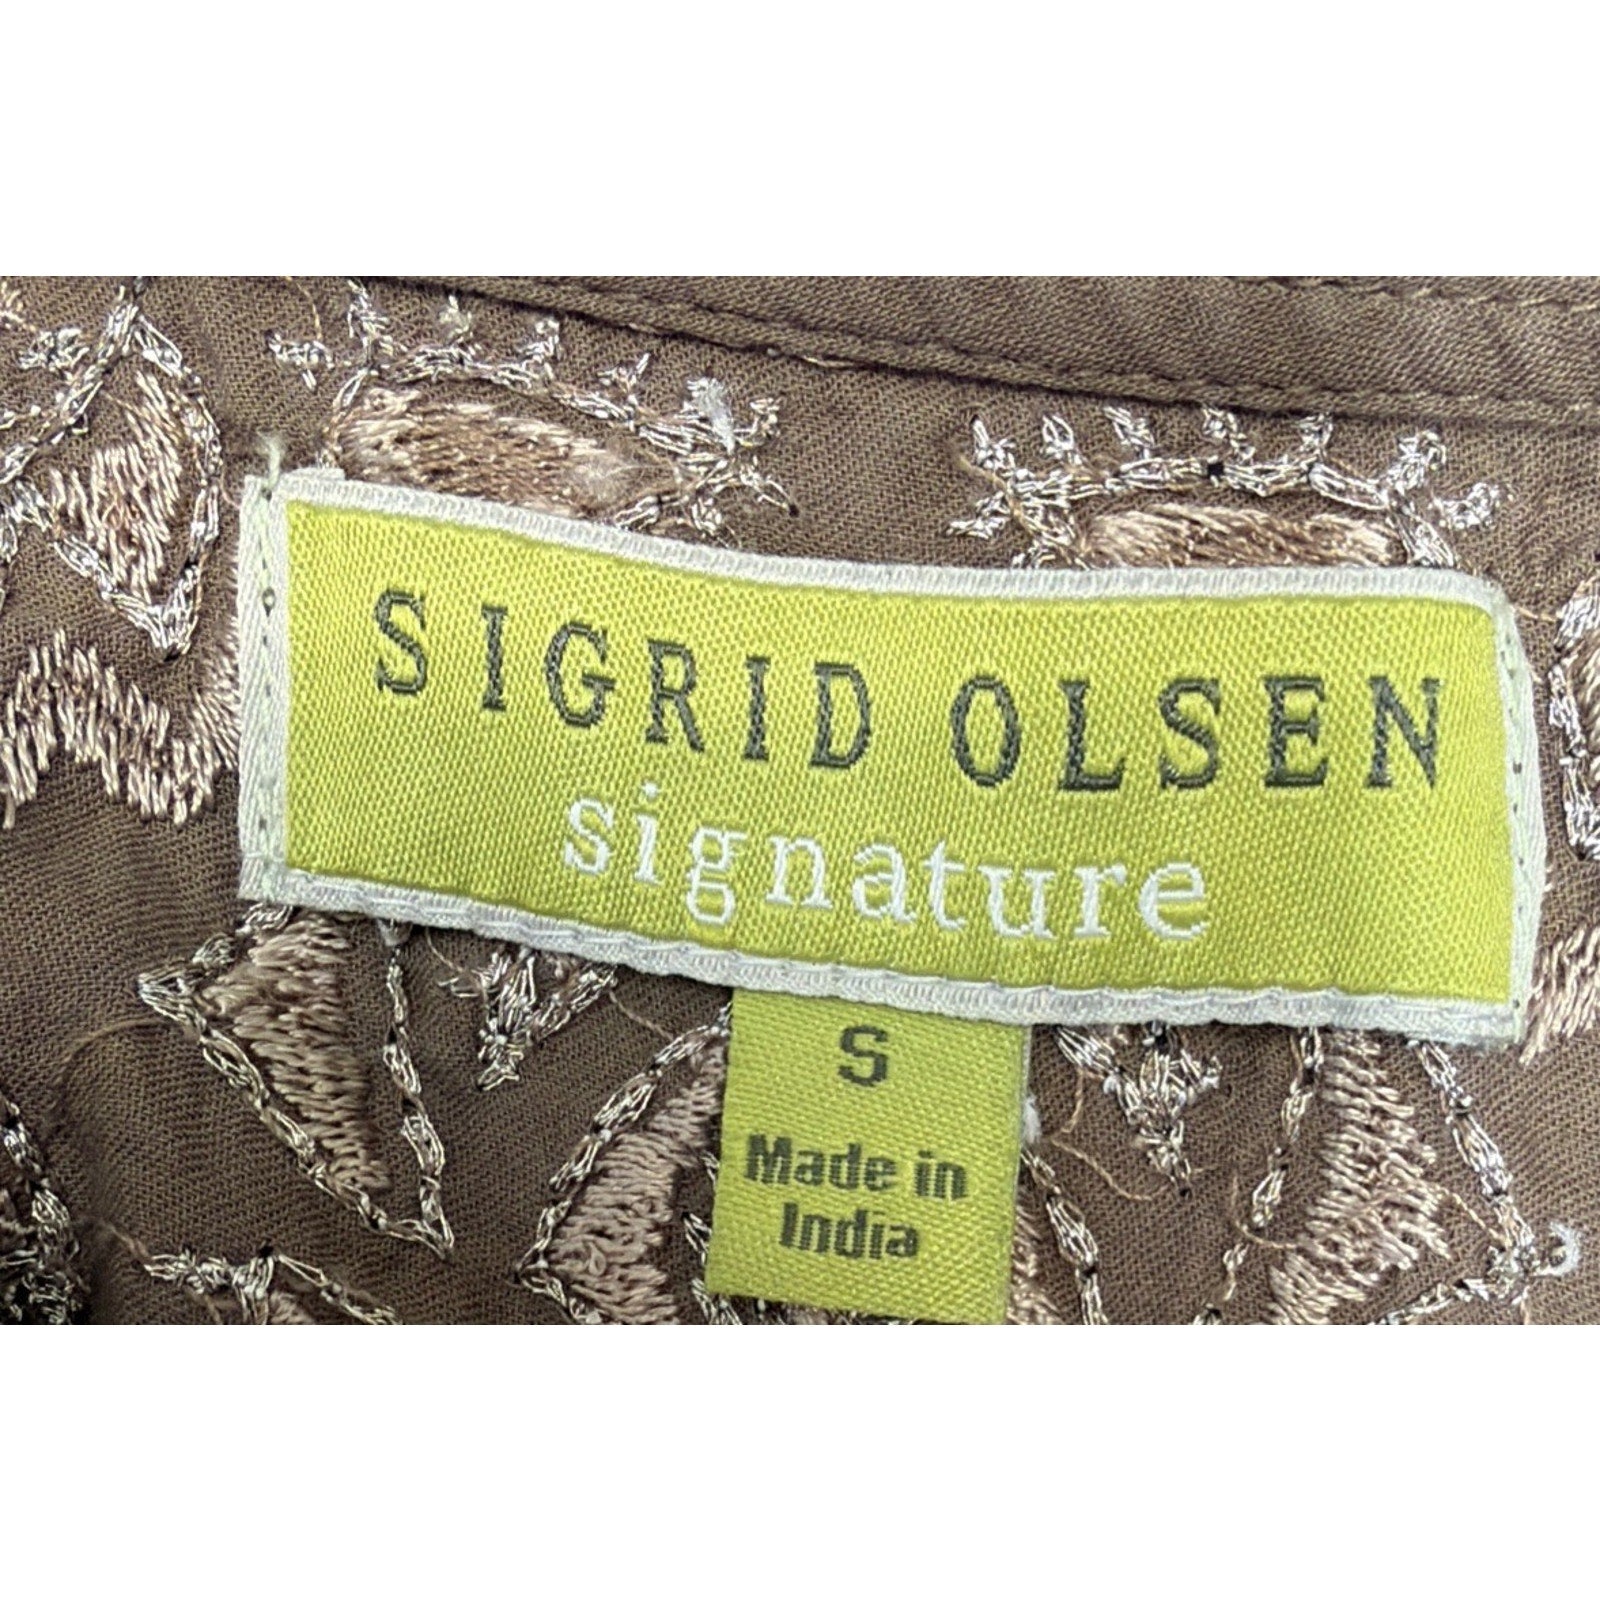 SIGRID OLSEN
signature
S
Made in
India